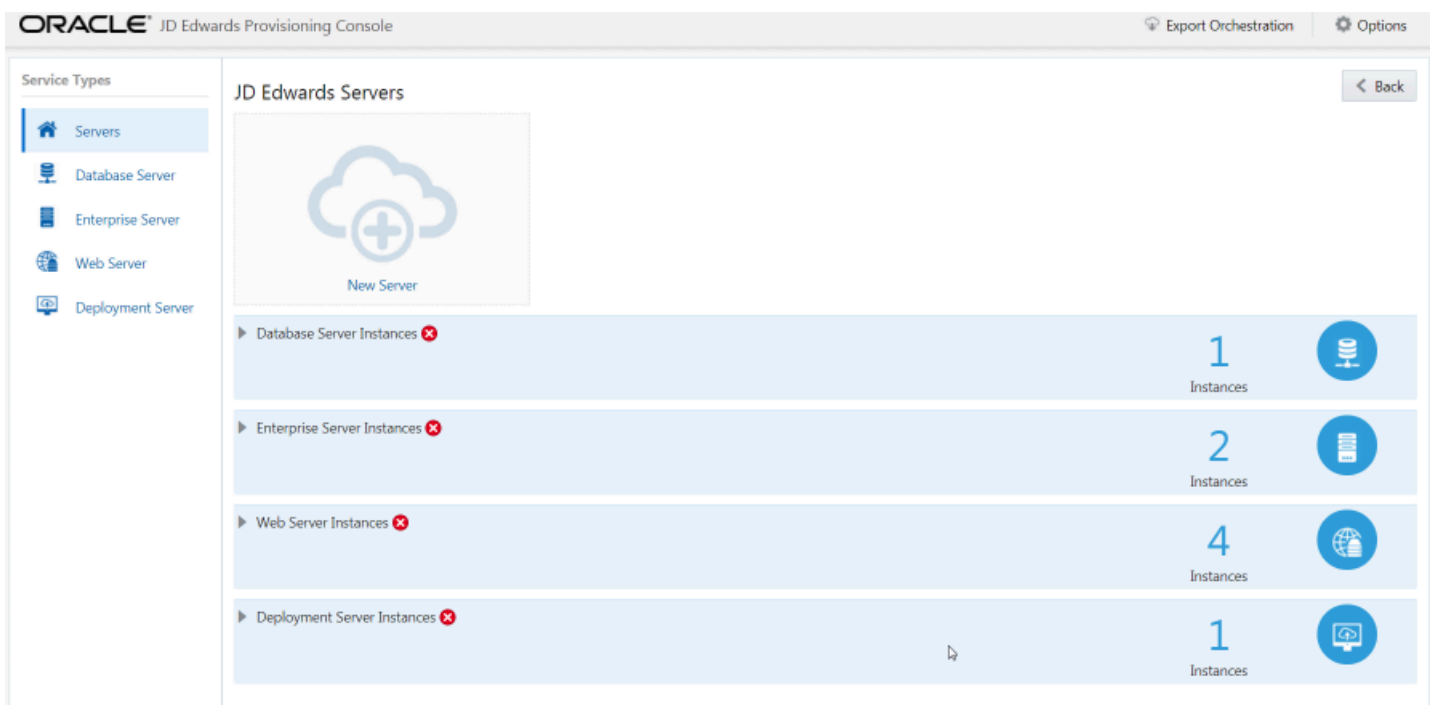 ORACLE® JD Edwards Provisioning Console
Export Orchestration
Options
Service Types
Servers
Database Server
Enterprise Server
Web Server
Deployment Server
JD Edwards Servers
Back
New Server
Database Server Instances
1
Instances
Enterprise Server Instances
2
Instances
Web Server Instances
4
Instances
Deployment Server Instances
1
Instances